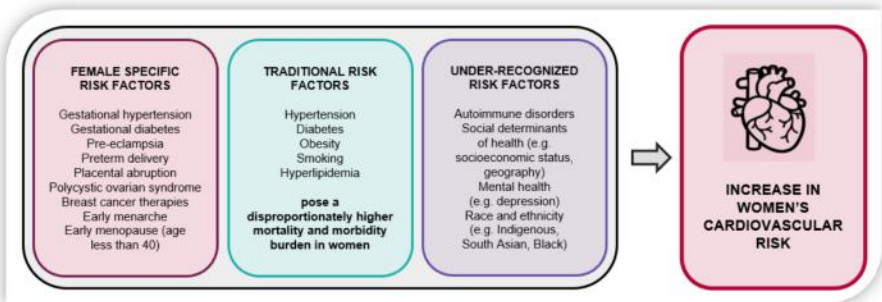 FEMALE SPECIFIC
RISK FACTORS
Gestational hypertension
Gestational diabetes
Pre-eclampsia
Preterm delivery
Placental abruption
Polycystic ovarian syndrome
Breast cancer therapies
Early menarche
Early menopause (age
less than 40)
TRADITIONAL RISK
FACTORS
Hypertension
Diabetes
Obesity
Smoking
Hyperlipidemia
pose a
disproportionately higher
mortality and morbidity
burden in women
UNDER-RECOGNIZED
RISK FACTORS
Autoimmune disorders
Social determinants
of health (e.g.
socioeconomic status,
geography)
Mental health
(e.g. depression)
Race and ethnicity
(e.g. Indigenous,
South Asian, Black)
INCREASE IN
WOMEN'S
CARDIOVASCULAR
RISK